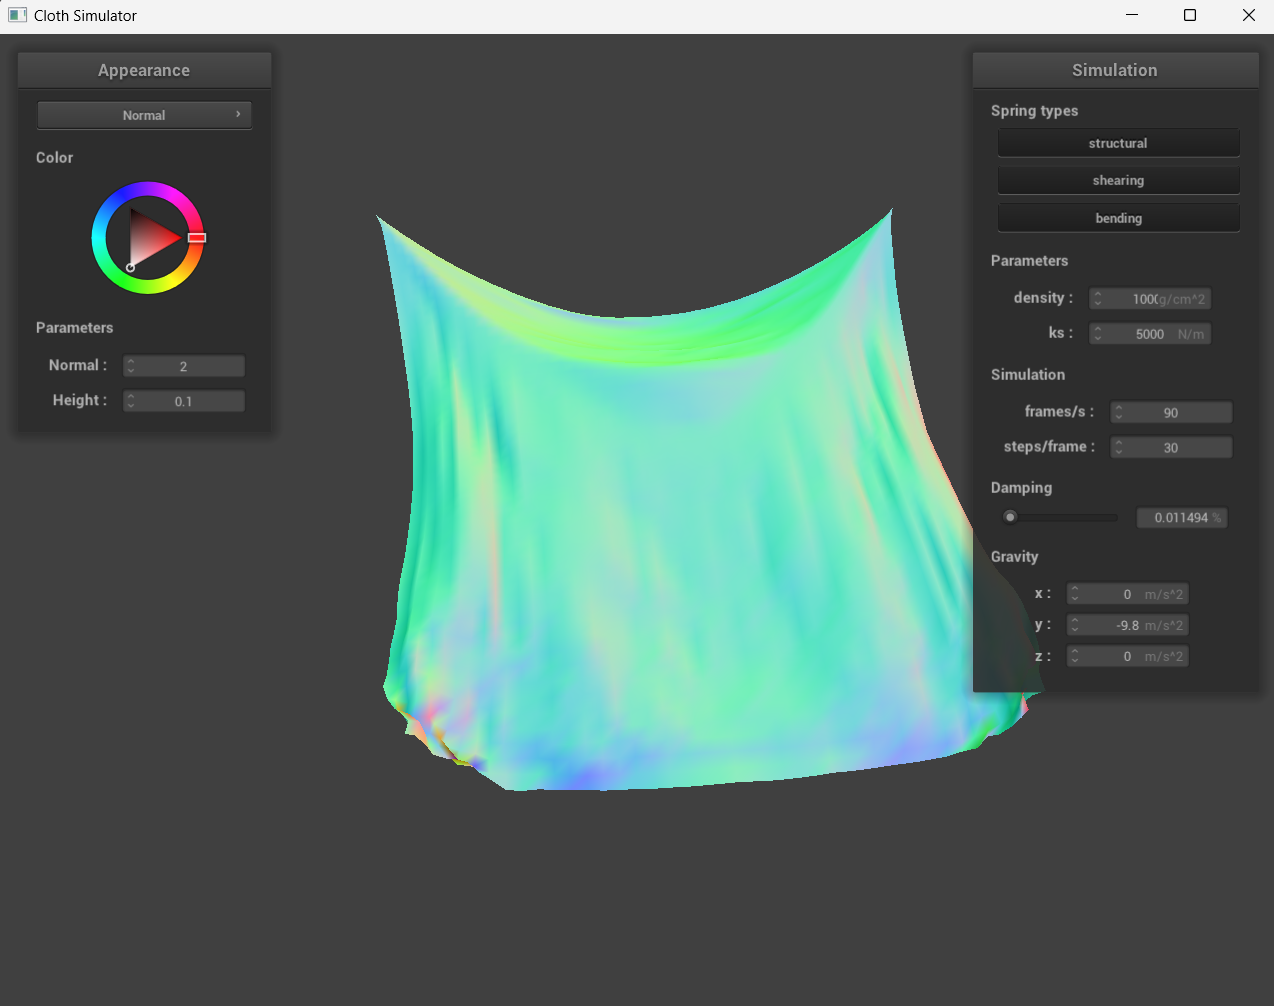 Cloth Simulator
Appearance
Normal
Color
Parameters
Normal : 2
Height : 0.1
Simulation
Spring types
structural
shearing
bending
Parameters
density : 100 g/cm^2
ks : 5000 N/m
Simulation
frames/s : 90
steps/frame : 30
Damping
0.011494 %
Gravity
x : 0 m/s^2
y : -9.8 m/s^2
z : 0 m/s^2